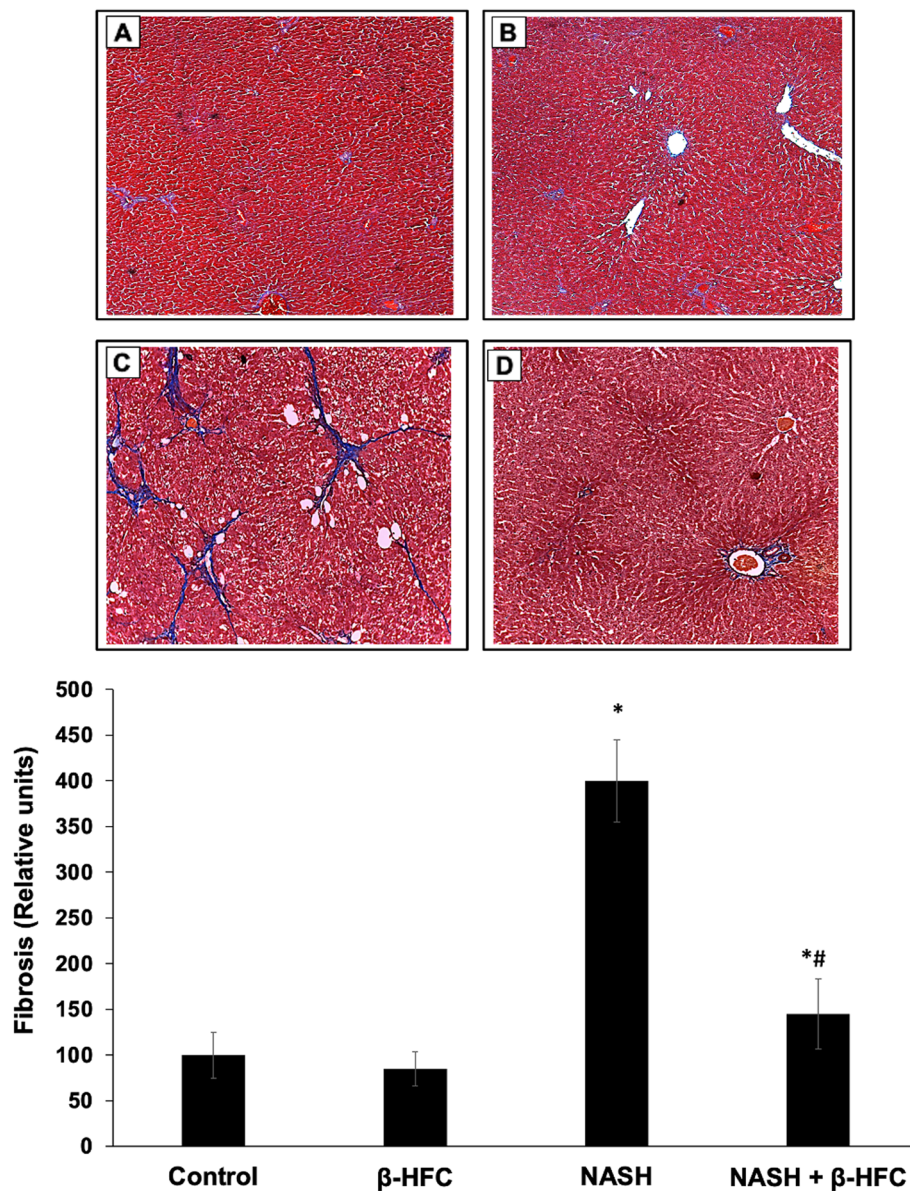 A
B
C
D
500
450
400
350
300
250
200
150
100
50
0
Fibrosis (Relative units)
*
*#
Control
β-HFC
NASH
NASH + β-HFC